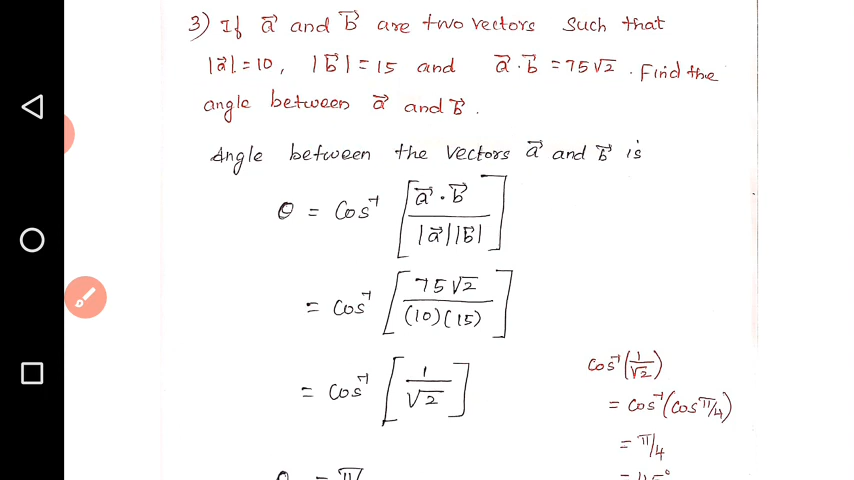 3) If a⃗ and b⃗ are two vectors such that
|a⃗|=10, |b⃗|=15 and a⃗·b⃗=75√2. Find the
angle between a⃗ and b⃗.
Angle between the vectors a⃗ and b⃗ is
θ = Cos⁻¹ [a⃗·b⃗ / |a⃗||b⃗|]
= Cos⁻¹ [75√2 / (10)(15)]
= Cos⁻¹ [1/√2]
Cos⁻¹(1/√2)
= Cos⁻¹(Cos π/4)
= π/4
= 45°
θ = π